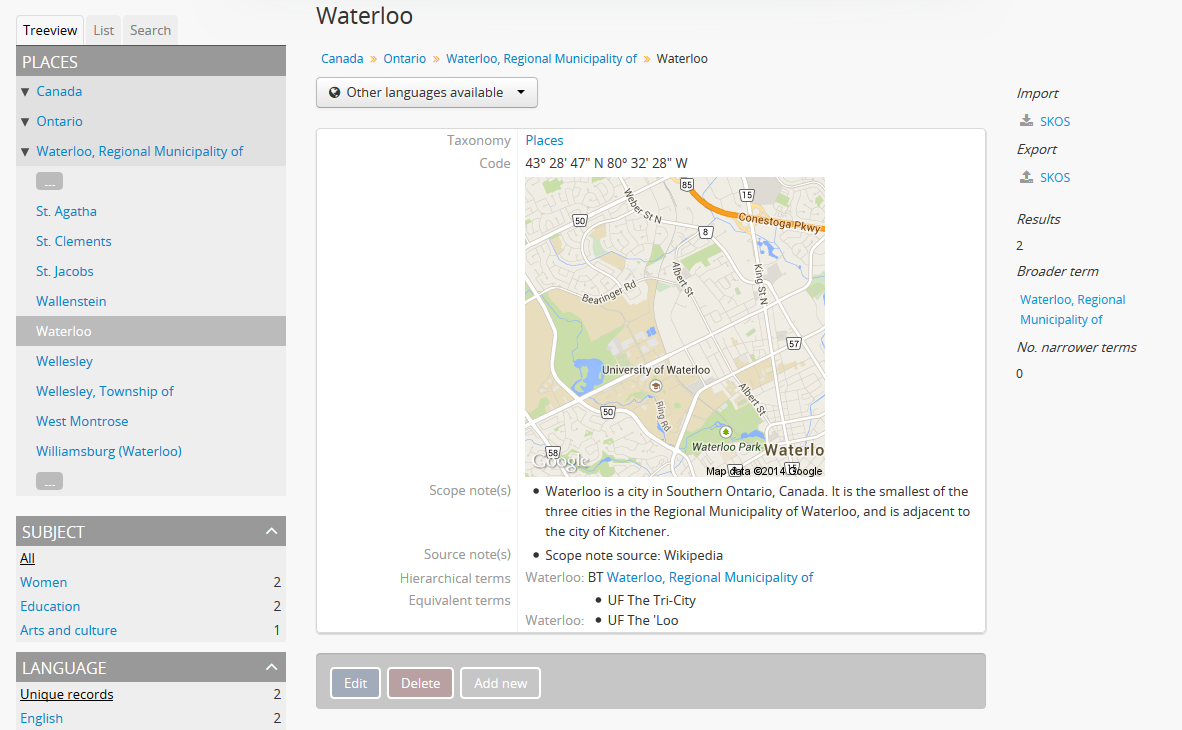 Waterloo
Treeview List Search
PLACES
Canada
Ontario
Waterloo, Regional Municipality of
...
St. Agatha
St. Clements
St. Jacobs
Wallenstein
Waterloo
Wellesley
Wellesley, Township of
West Montrose
Williamsburg (Waterloo)
...
SUBJECT
All
Women 2
Education 2
Arts and culture 1
LANGUAGE
Unique records 2
English 2
Canada » Ontario » Waterloo, Regional Municipality of » Waterloo
Other languages available
Taxonomy Places
Code 43º 28' 47" N 80º 32' 28" W
85
15
Weber St N
50
Conestoga Pkwy
8
Albert St
King St N
Bearinger Rd
57
University of Waterloo
Albert St
50
Ring Rd
Waterloo Park
Waterlo
58
Google
15
Map data ©2014 Google
Scope note(s) • Waterloo is a city in Southern Ontario, Canada. It is the smallest of the
three cities in the Regional Municipality of Waterloo, and is adjacent to
the city of Kitchener.
Source note(s) • Scope note source: Wikipedia
Hierarchical terms Waterloo: BT Waterloo, Regional Municipality of
Equivalent terms • UF The Tri-City
Waterloo: • UF The 'Loo
Edit Delete Add new
Import
SKOS
Export
SKOS
Results
2
Broader term
Waterloo, Regional
Municipality of
No. narrower terms
0